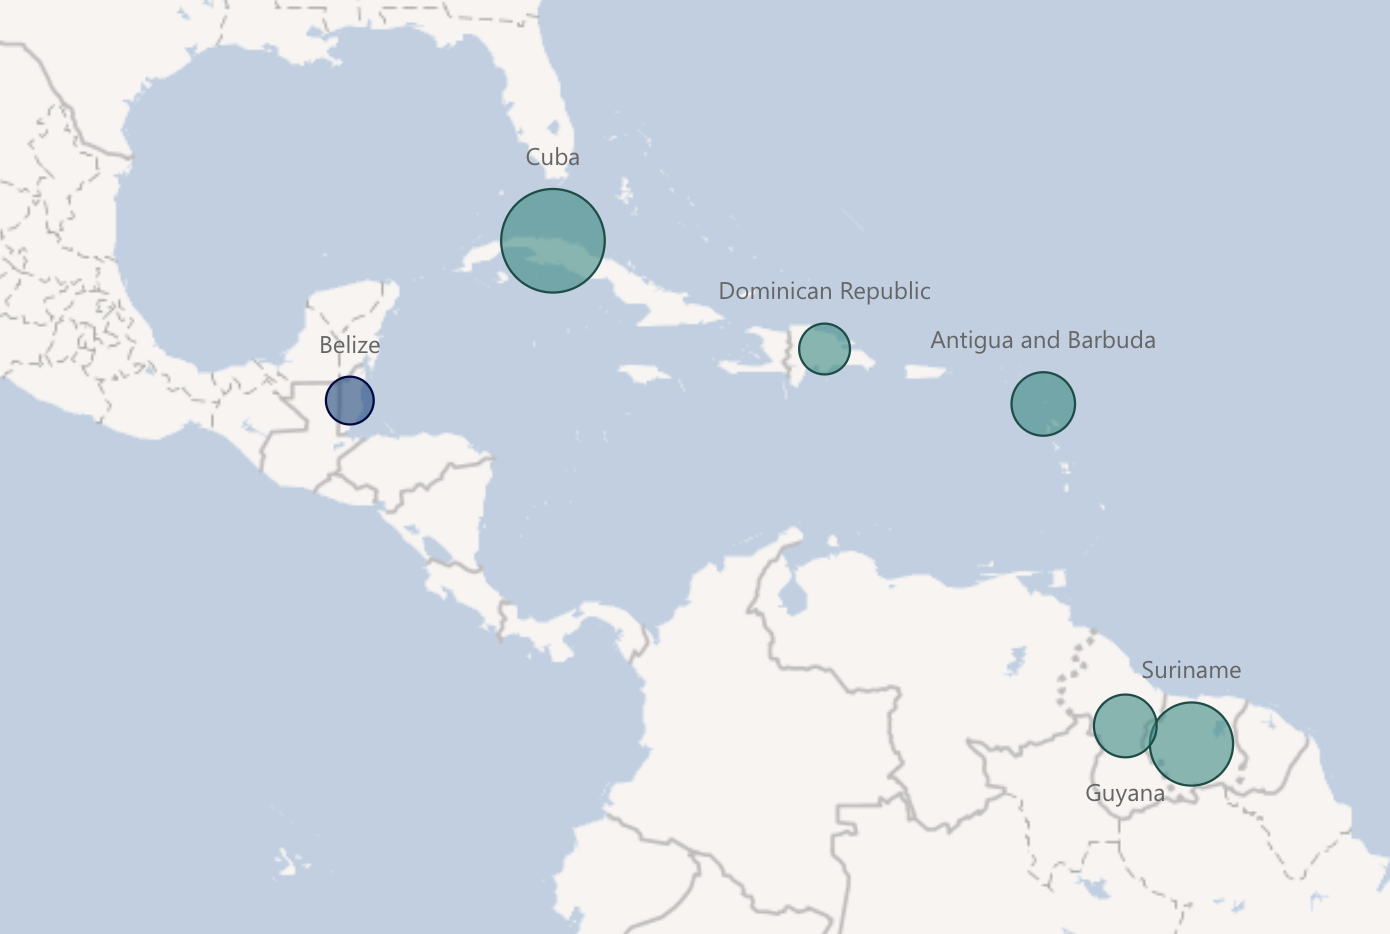 Cuba
Dominican Republic
Antigua and Barbuda
Belize
Suriname
Guyana